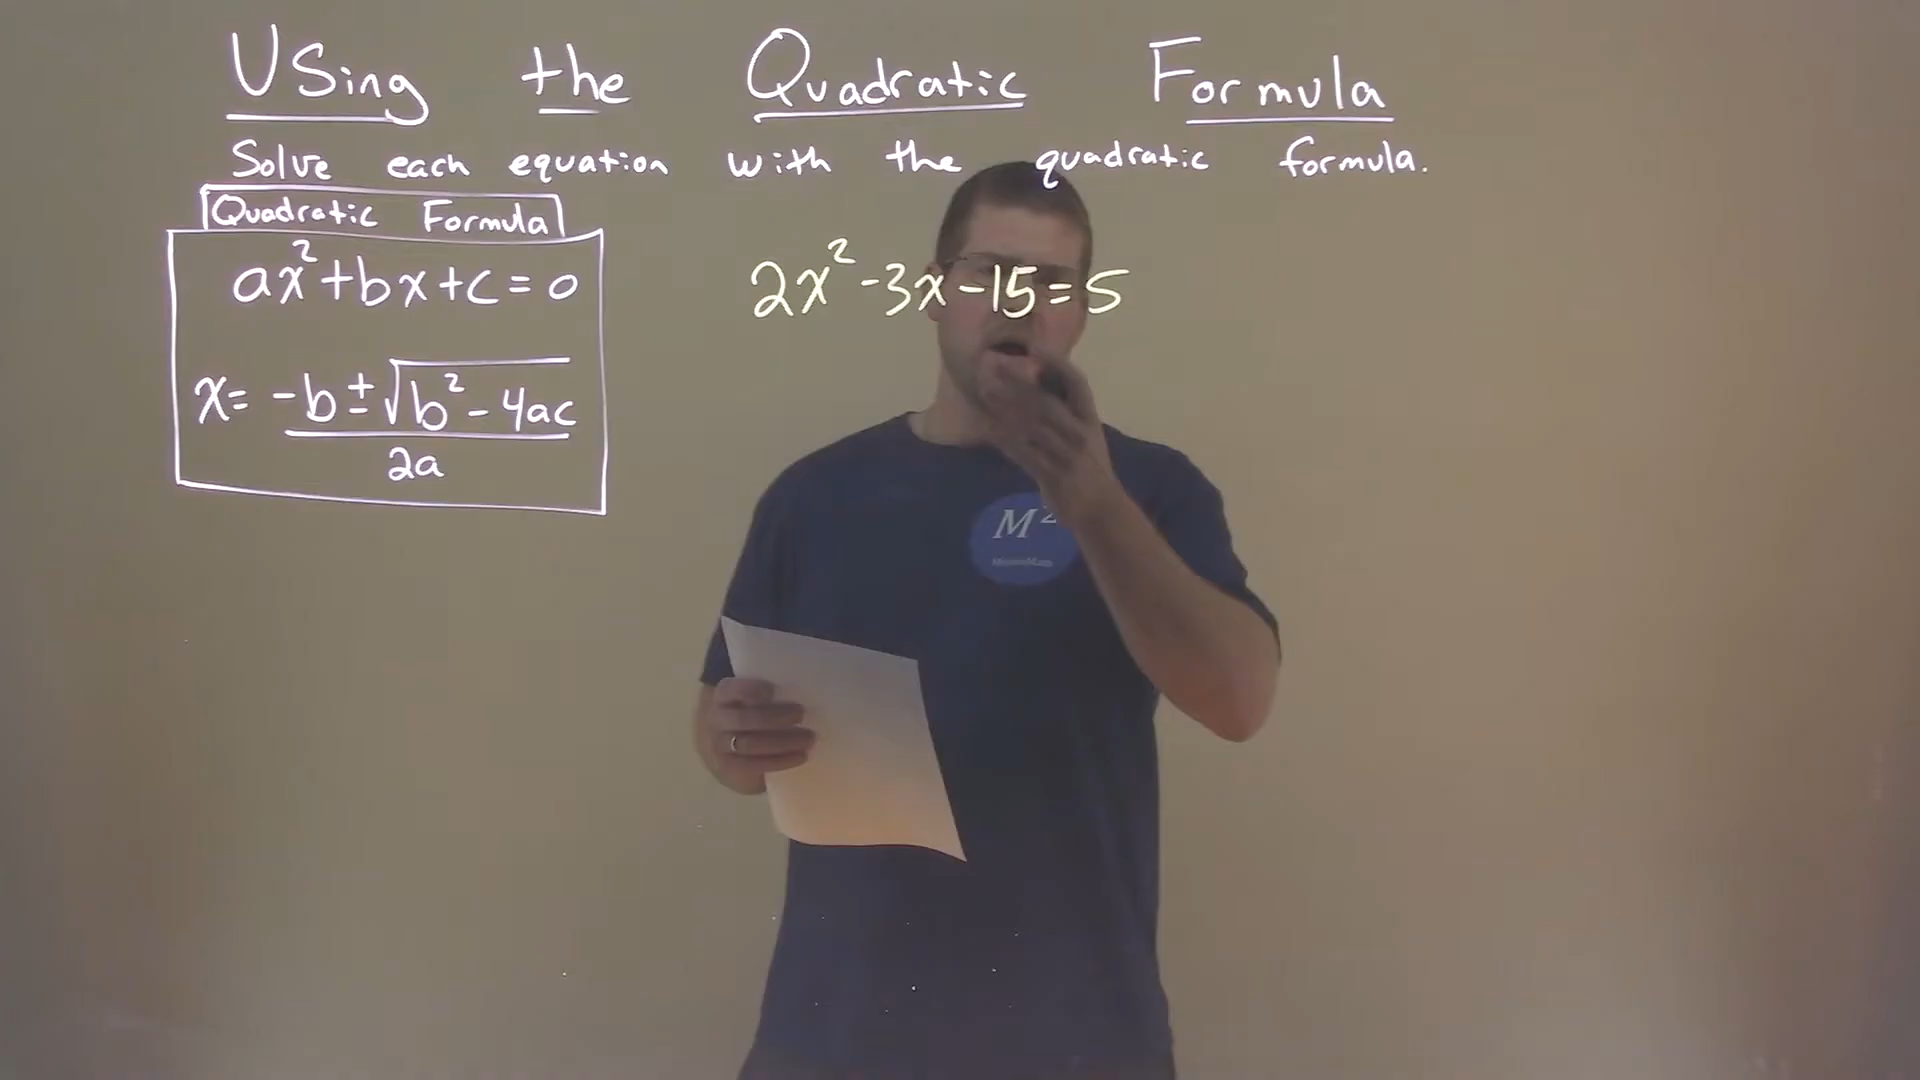 Using the Quadratic Formula
Solve each equation with the quadratic formula.
Quadratic Formula
ax²+bx+c=0
2x²-3x-15=5
x= -b±√b²-4ac
2a
M²